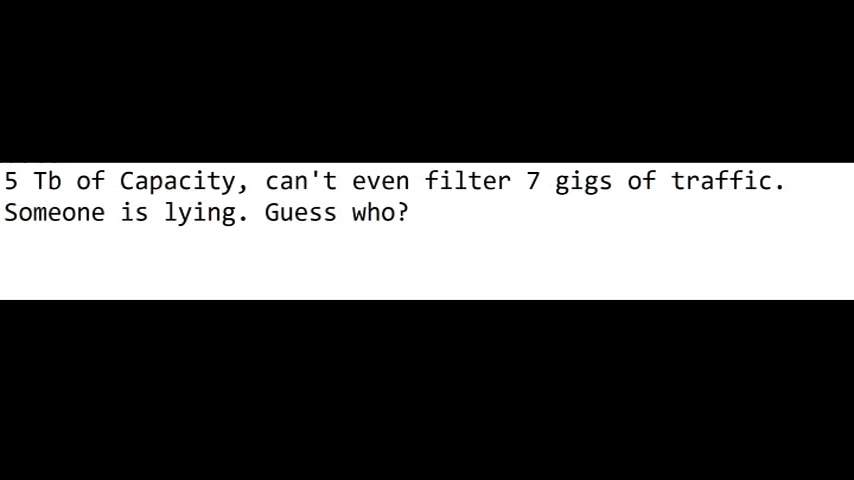 5 Tb of Capacity, can't even filter 7 gigs of traffic.
Someone is lying. Guess who?